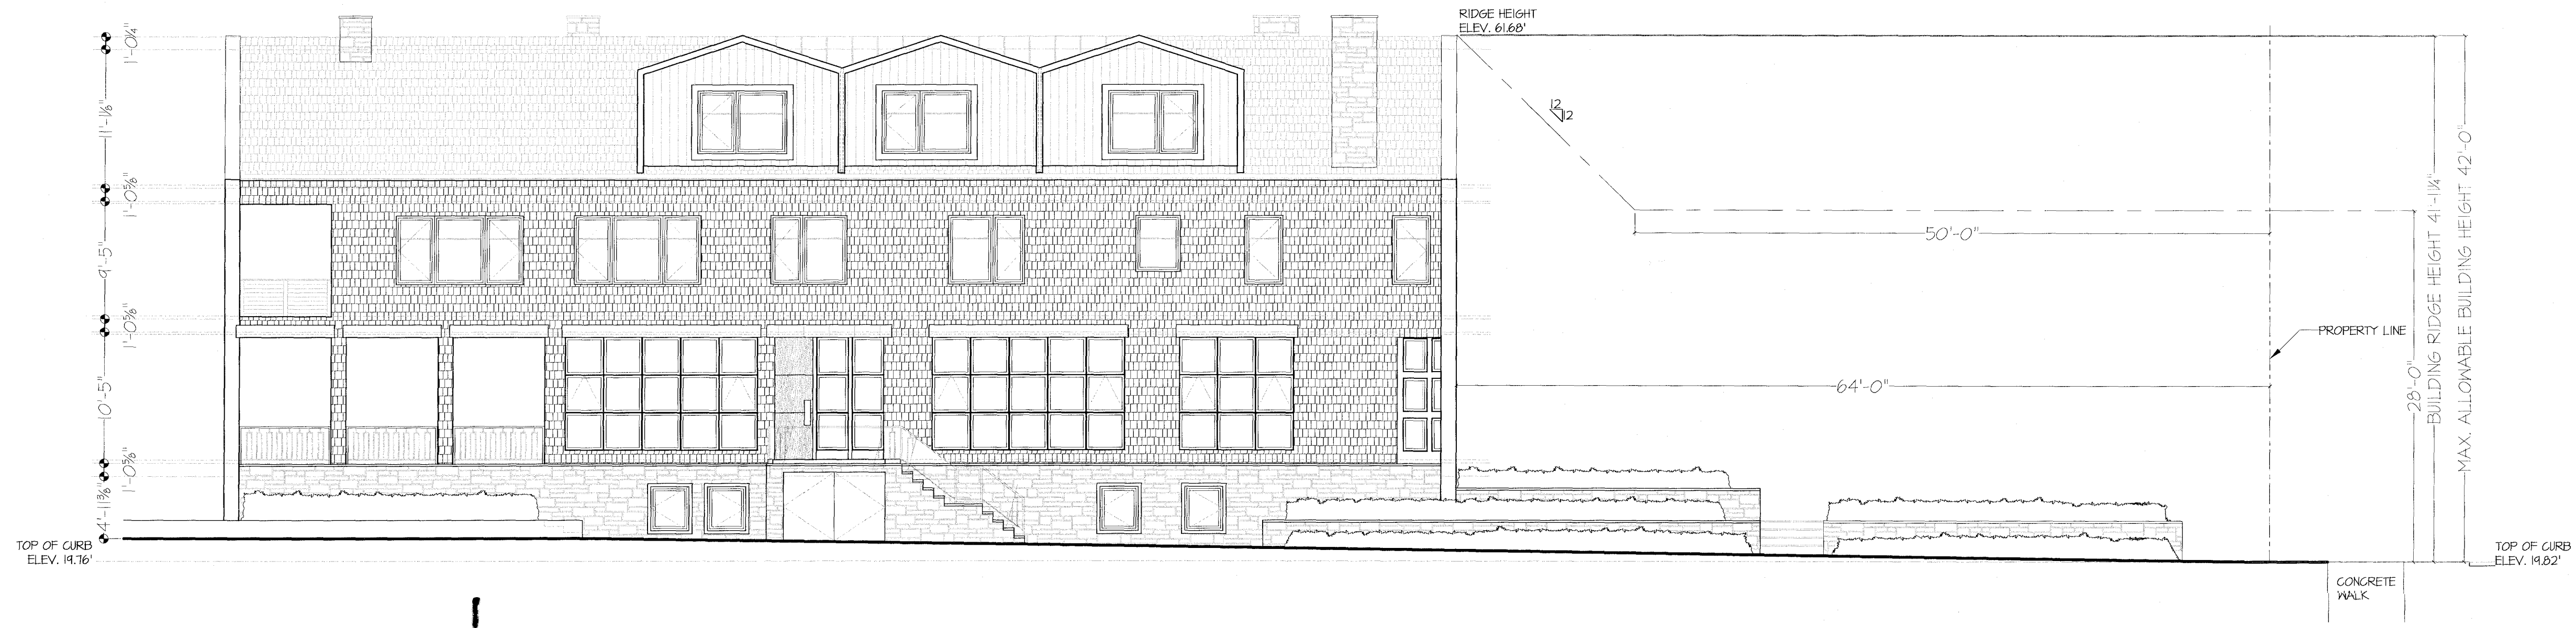 RIDGE HEIGHT
ELEV. 61.68'
1'-0¼"
11'-1⅛"
12
12
1'-0⅝"
9'-5"
50'-0"
BUILDING RIDGE HEIGHT 41'-1¼"
MAX. ALLOWABLE BUILDING HEIGHT 42'-0"
1'-0⅝"
PROPERTY LINE
10'-5"
64'-0"
28'-0"
1'-0⅝"
4'-1⅜"
TOP OF CURB
ELEV. 19.76'
TOP OF CURB
ELEV. 19.82'
CONCRETE
WALK